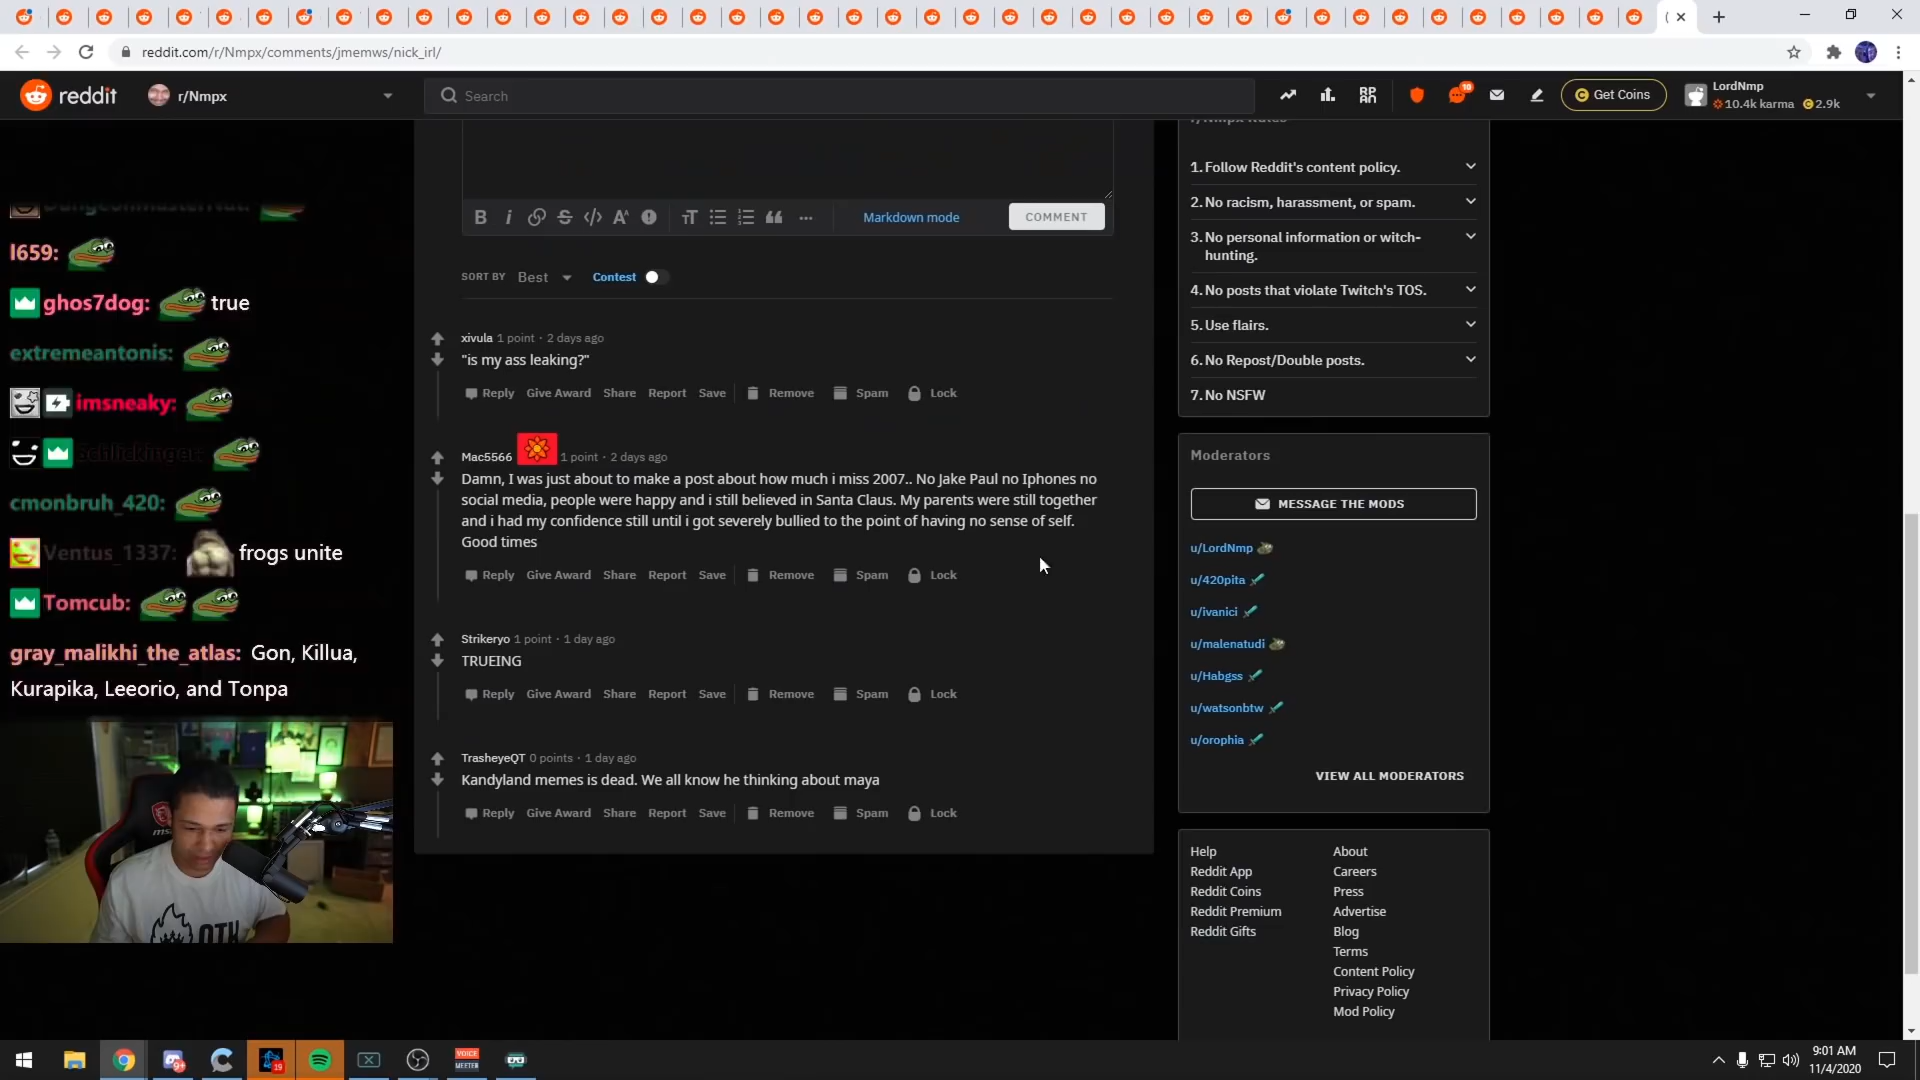 reddit.com/r/Nmpx/comments/jmemws/nick_irl/
reddit
r/Nmpx
Search
Get Coins
LordNmp
10.4k karma 2.9k
10
l659:
ghos7dog: true
extremeantonis:
imsneaky:
Schlickinger:
cmonbruh_420:
Ventus_1337: frogs unite
Tomcub:
gray_malikhi_the_atlas: Gon, Killua,
Kurapika, Leeorio, and Tonpa
Markdown mode
COMMENT
SORT BY Best Contest
xivula 1 point · 2 days ago
"is my ass leaking?"
Reply Give Award Share Report Save Remove Spam Lock
Mac5566 1 point · 2 days ago
Damn, I was just about to make a post about how much i miss 2007.. No Jake Paul no Iphones no
social media, people were happy and i still believed in Santa Claus. My parents were still together
and i had my confidence still until i got severely bullied to the point of having no sense of self.
Good times
Reply Give Award Share Report Save Remove Spam Lock
Strikeryo 1 point · 1 day ago
TRUEING
Reply Give Award Share Report Save Remove Spam Lock
TrasheyeQT 0 points · 1 day ago
Kandyland memes is dead. We all know he thinking about maya
Reply Give Award Share Report Save Remove Spam Lock
1. Follow Reddit's content policy.
2. No racism, harassment, or spam.
3. No personal information or witch-
hunting.
4. No posts that violate Twitch's TOS.
5. Use flairs.
6. No Repost/Double posts.
7. No NSFW
Moderators
MESSAGE THE MODS
u/LordNmp
u/420pita
u/ivanici
u/malenatudi
u/Habgss
u/watsonbtw
u/orophia
VIEW ALL MODERATORS
Help About
Reddit App Careers
Reddit Coins Press
Reddit Premium Advertise
Reddit Gifts Blog
Terms
Content Policy
Privacy Policy
Mod Policy
VOICE
MEETER
19
9:01 AM
11/4/2020